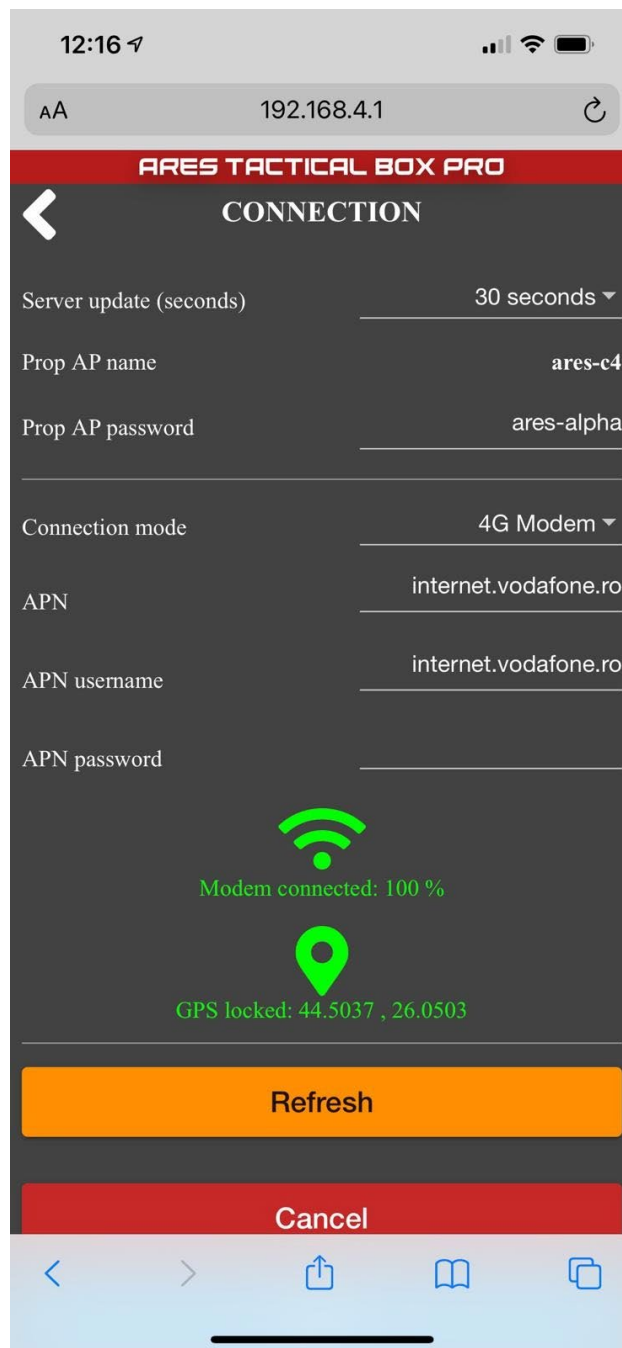 12:16
AA 192.168.4.1
ARES TACTICAL BOX PRO
CONNECTION
Server update (seconds) 30 seconds
Prop AP name ares-c4
Prop AP password ares-alpha
Connection mode 4G Modem
APN internet.vodafone.ro
APN username internet.vodafone.ro
APN password
Modem connected: 100 %
GPS locked: 44.5037 , 26.0503
Refresh
Cancel